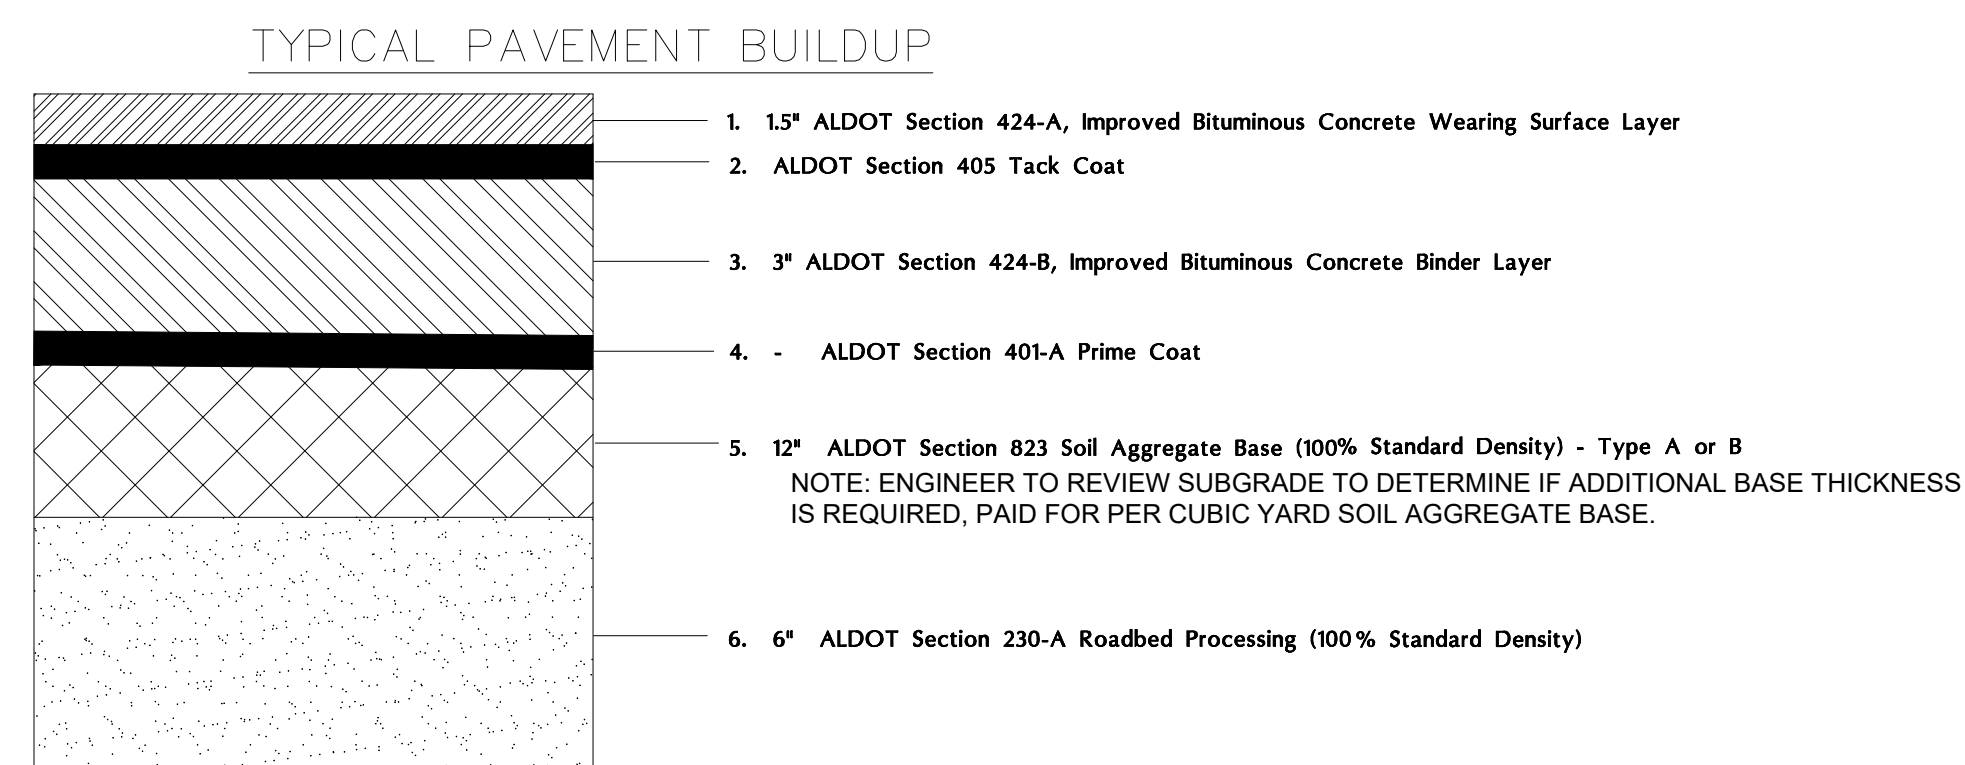 TYPICAL PAVEMENT BUILDUP
1. 1.5" ALDOT Section 424-A, Improved Bituminous Concrete Wearing Surface Layer
2. ALDOT Section 405 Tack Coat
3. 3" ALDOT Section 424-B, Improved Bituminous Concrete Binder Layer
4. - ALDOT Section 401-A Prime Coat
5. 12" ALDOT Section 823 Soil Aggregate Base (100% Standard Density) - Type A or B
NOTE: ENGINEER TO REVIEW SUBGRADE TO DETERMINE IF ADDITIONAL BASE THICKNESS
IS REQUIRED, PAID FOR PER CUBIC YARD SOIL AGGREGATE BASE.
6. 6" ALDOT Section 230-A Roadbed Processing (100% Standard Density)